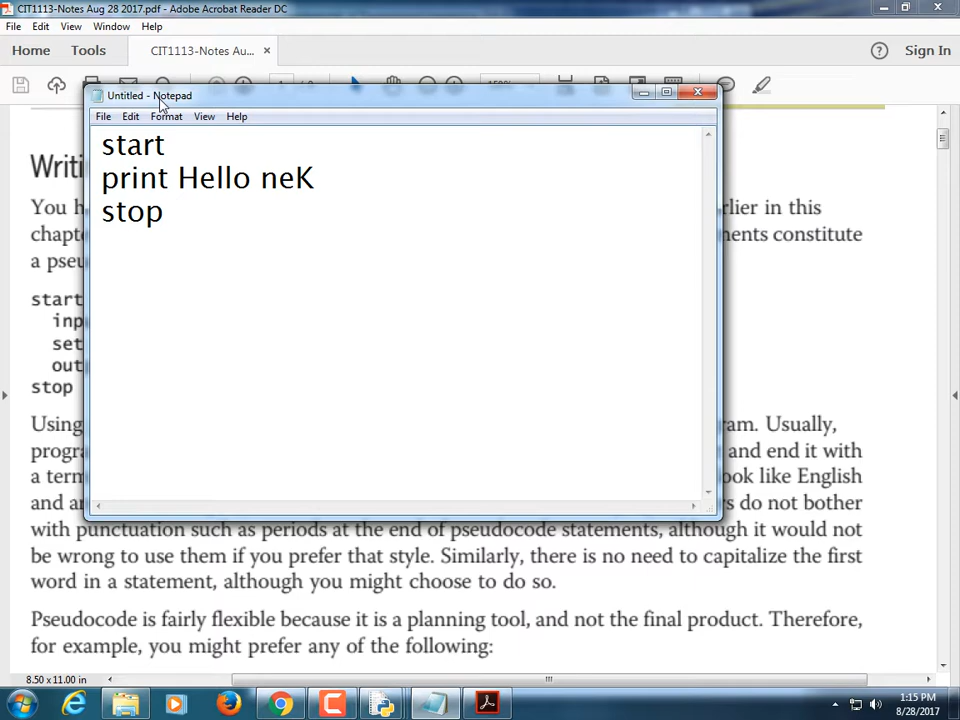 CIT1113-Notes Aug 28 2017.pdf - Adobe Acrobat Reader DC
File Edit View Window Help
Home Tools CIT1113-Notes Au... × ? Sign In
Untitled - Notepad
File Edit Format View Help
start
print Hello neK
stop
Writi
You h rlier in this
chapte ments constitute
a pseu
start
inp
set
out
stop
Using ram. Usually,
progra and end it with
a term ook like English
and an rs do not bother
with punctuation such as periods at the end of pseudocode statements, although it would not
be wrong to use them if you prefer that style. Similarly, there is no need to capitalize the first
word in a statement, although you might choose to do so.
Pseudocode is fairly flexible because it is a planning tool, and not the final product. Therefore,
for example, you might prefer any of the following:
8.50 x 11.00 in
1:15 PM
8/28/2017